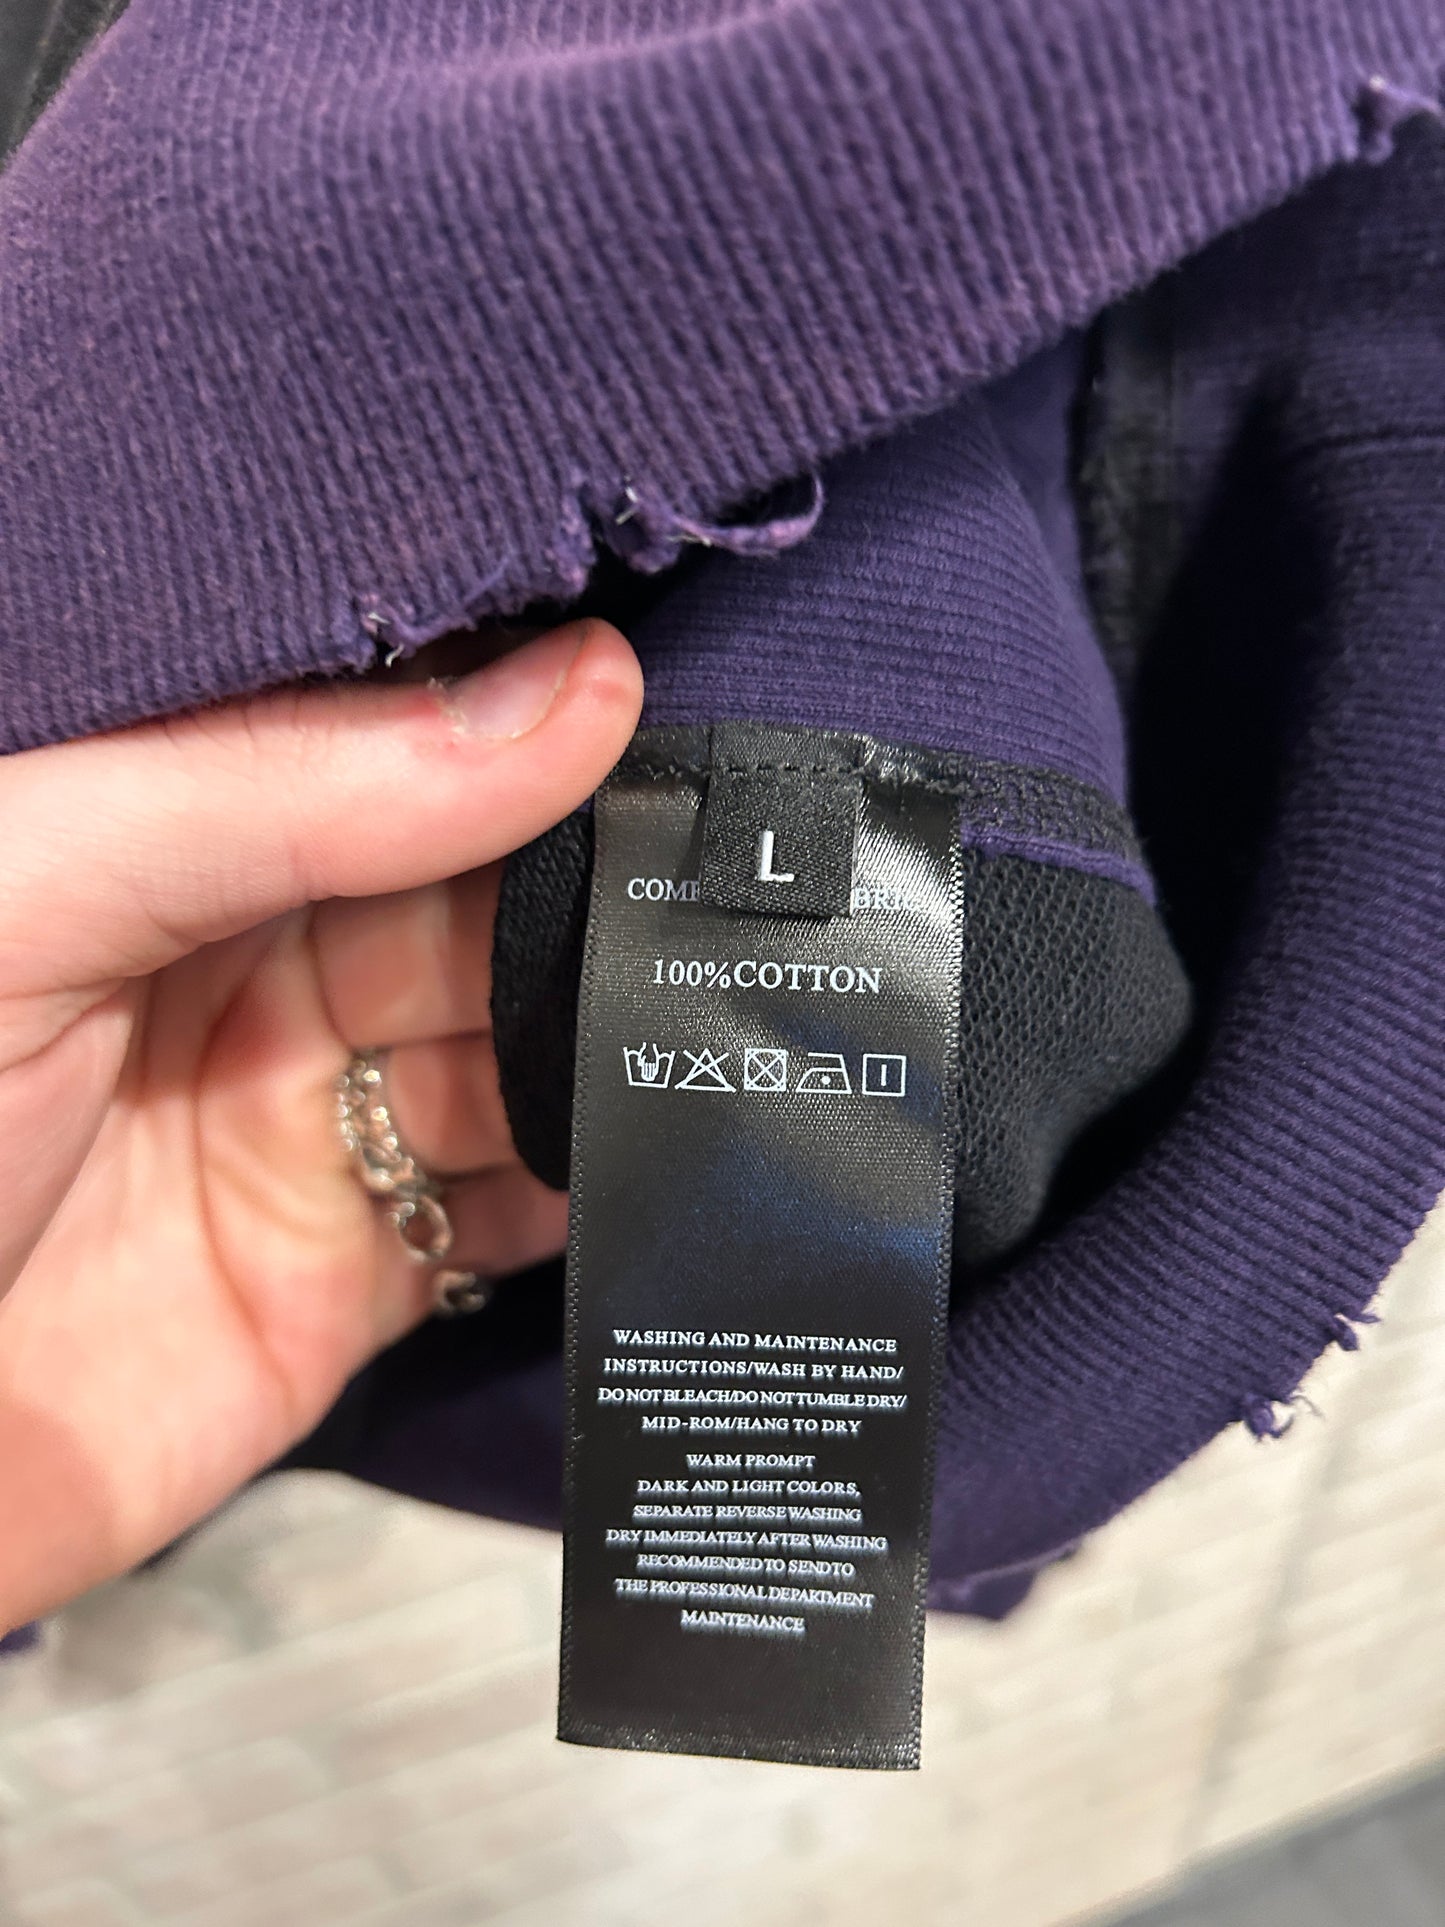 L
100%COTTON
WASHING AND MAINTENANCE
INSTRUCTIONS/WASH BY HAND/
DO NOT BLEACH/DO NOT TUMBLE DRY/
MID-ROM/HANG TO DRY
WARM PROMPT
DARK AND LIGHT COLORS,
SEPARATE REVERSE WASHING
DRY IMMEDIATELY AFTER WASHING
RECOMMENDED TO SEND TO
THE PROFESSIONAL DEPARTMENT
MAINTENANCE